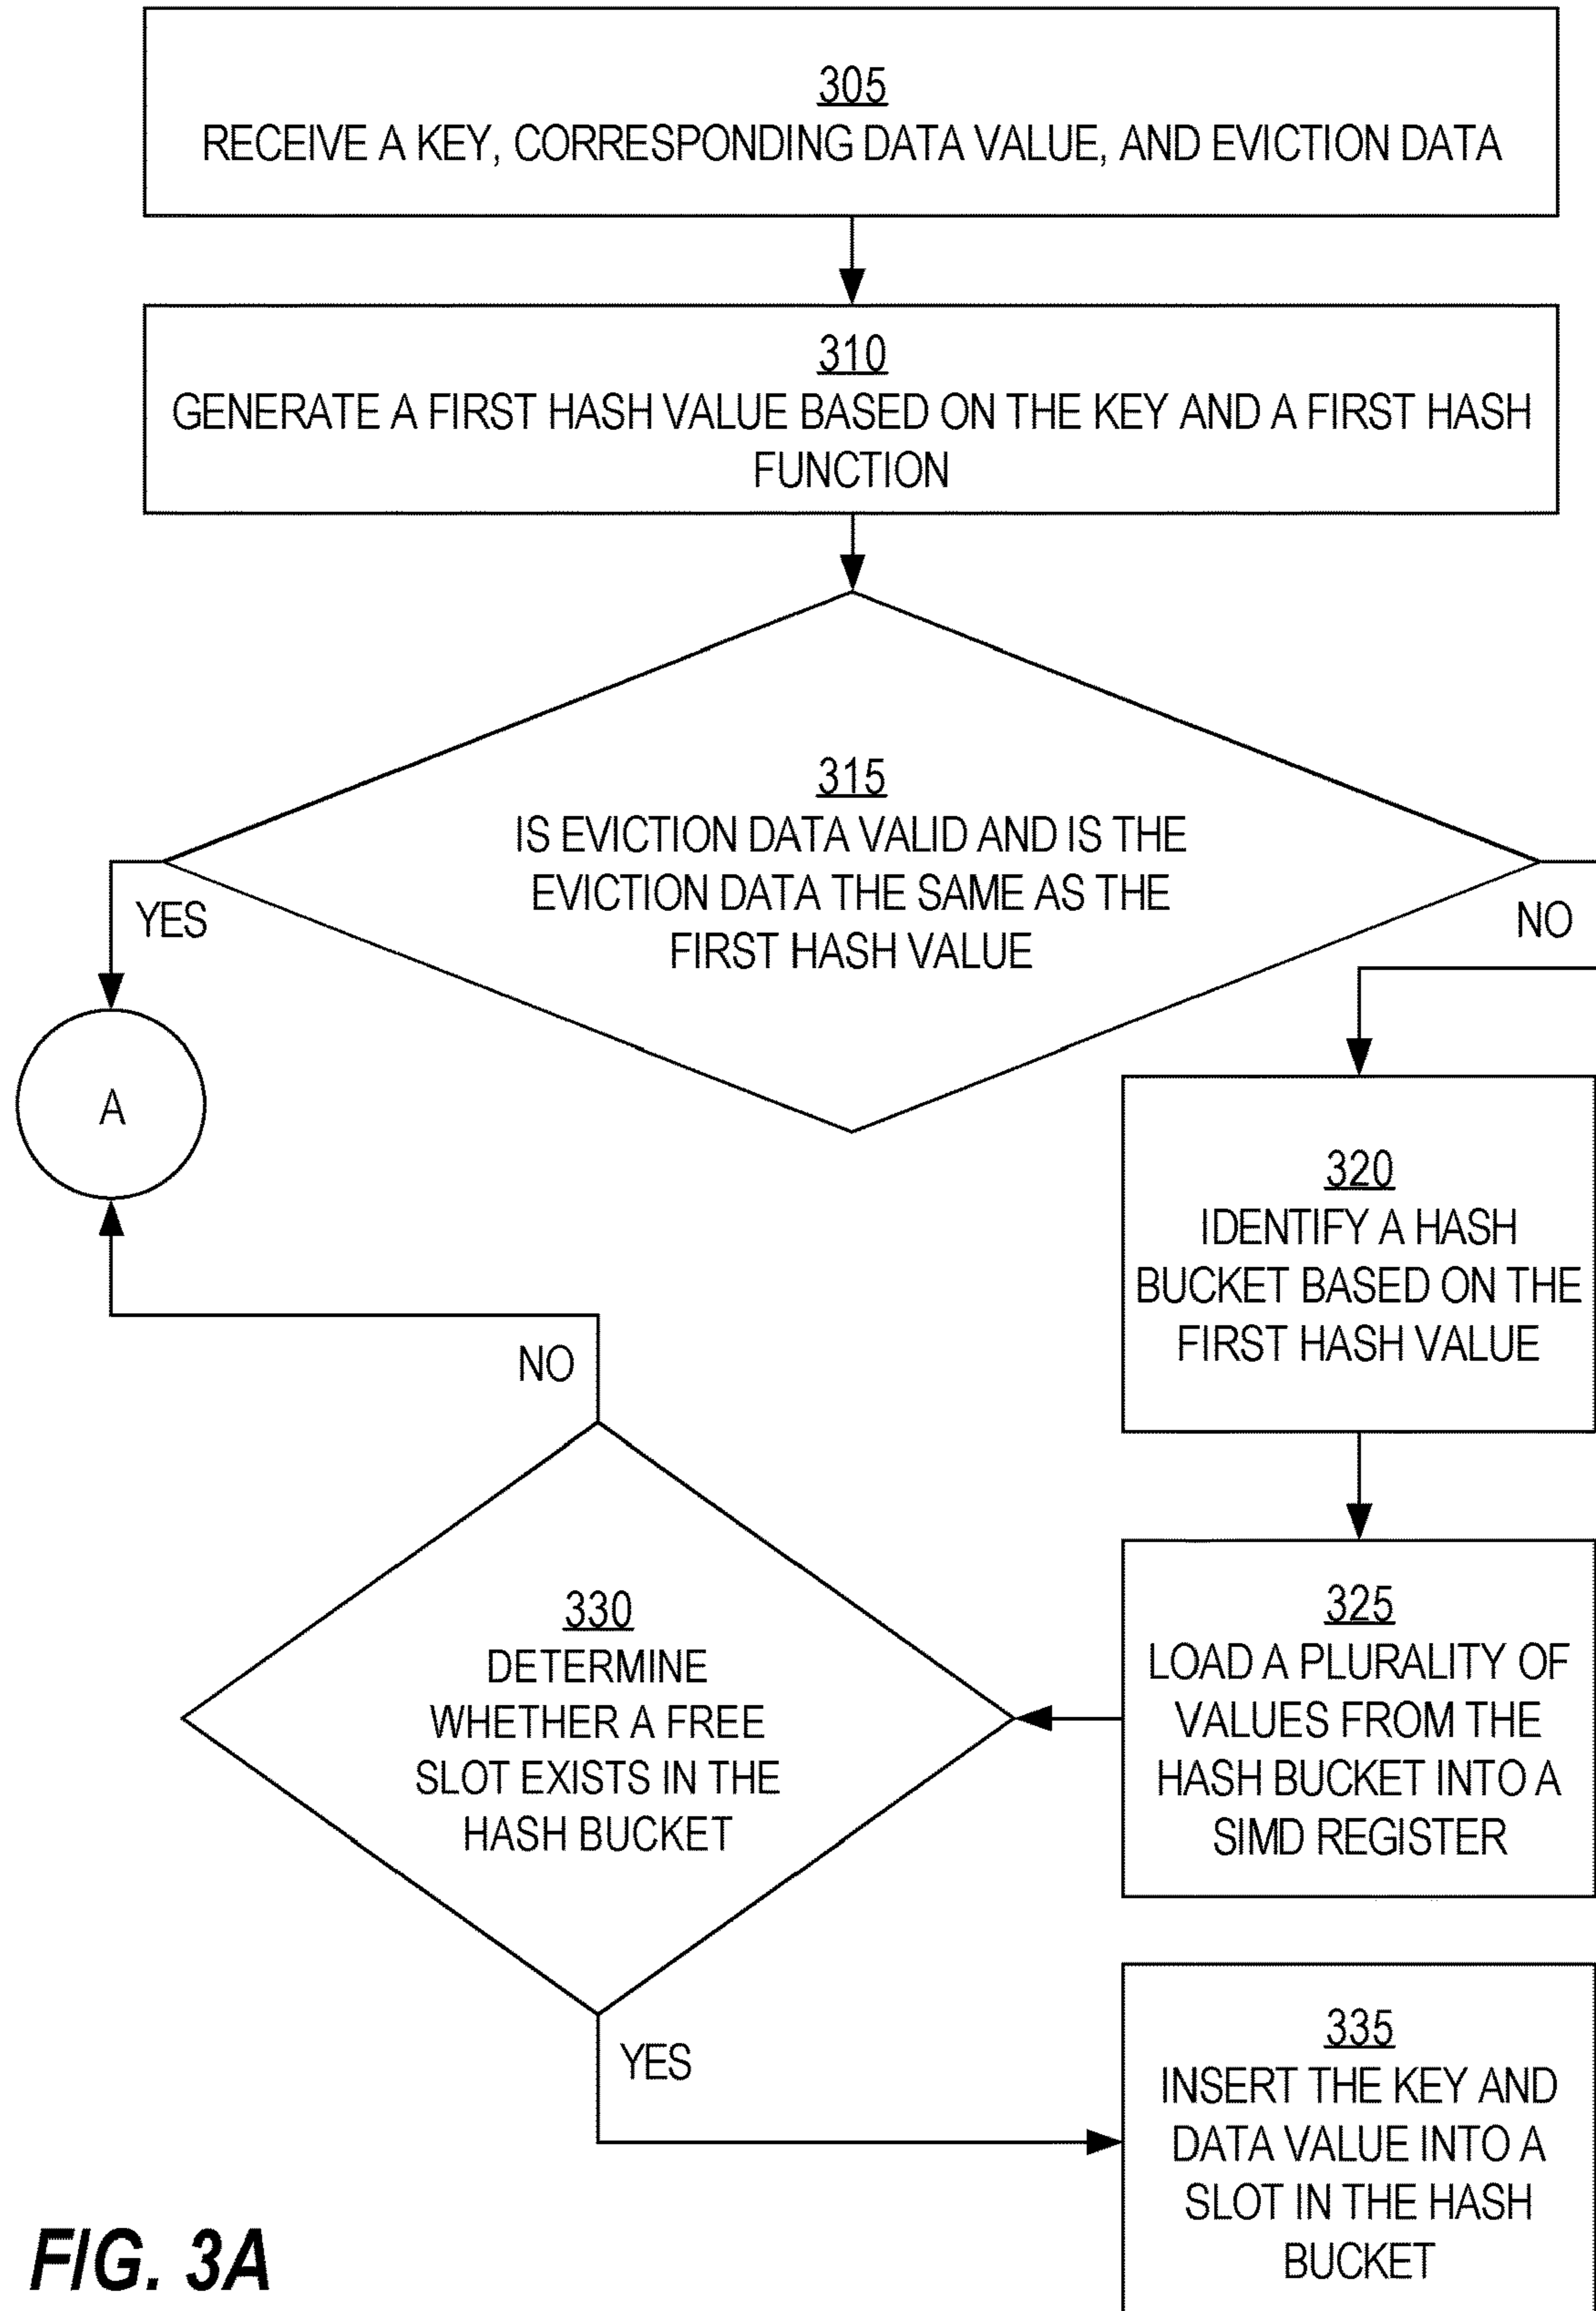 305
RECEIVE A KEY, CORRESPONDING DATA VALUE, AND EVICTION DATA
310
GENERATE A FIRST HASH VALUE BASED ON THE KEY AND A FIRST HASH
FUNCTION
315
IS EVICTION DATA VALID AND IS THE
EVICTION DATA THE SAME AS THE
FIRST HASH VALUE
YES
NO
A
320
IDENTIFY A HASH
BUCKET BASED ON THE
FIRST HASH VALUE
NO
325
LOAD A PLURALITY OF
VALUES FROM THE
HASH BUCKET INTO A
SIMD REGISTER
330
DETERMINE
WHETHER A FREE
SLOT EXISTS IN THE
HASH BUCKET
YES
335
INSERT THE KEY AND
DATA VALUE INTO A
SLOT IN THE HASH
BUCKET
FIG. 3A